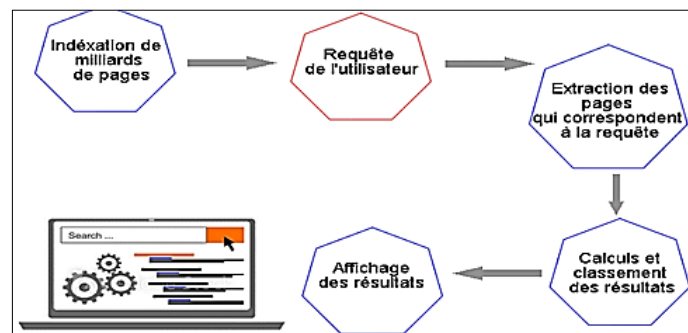 Indéxation de
milliards
de pages
Requête
de l'utilisateur
Extraction des
pages
qui correspondent
à la requête
Calculs et
classement
des résultats
Affichage
des résultats
Search ...